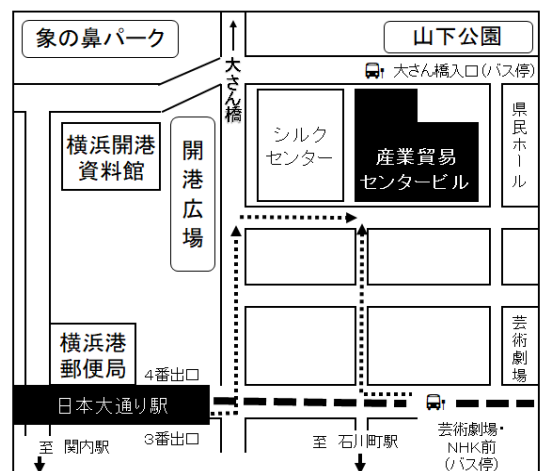 象の鼻パーク
山下公園
大さん橋
大さん橋入口(バス停)
シルク
センター
産業貿易
センタービル
県民ホール
横浜開港
資料館
開港広場
横浜港
郵便局
4番出口
日本大通り駅
3番出口
至 関内駅
至 石川町駅
芸術劇場
芸術劇場・
NHK前
(バス停)